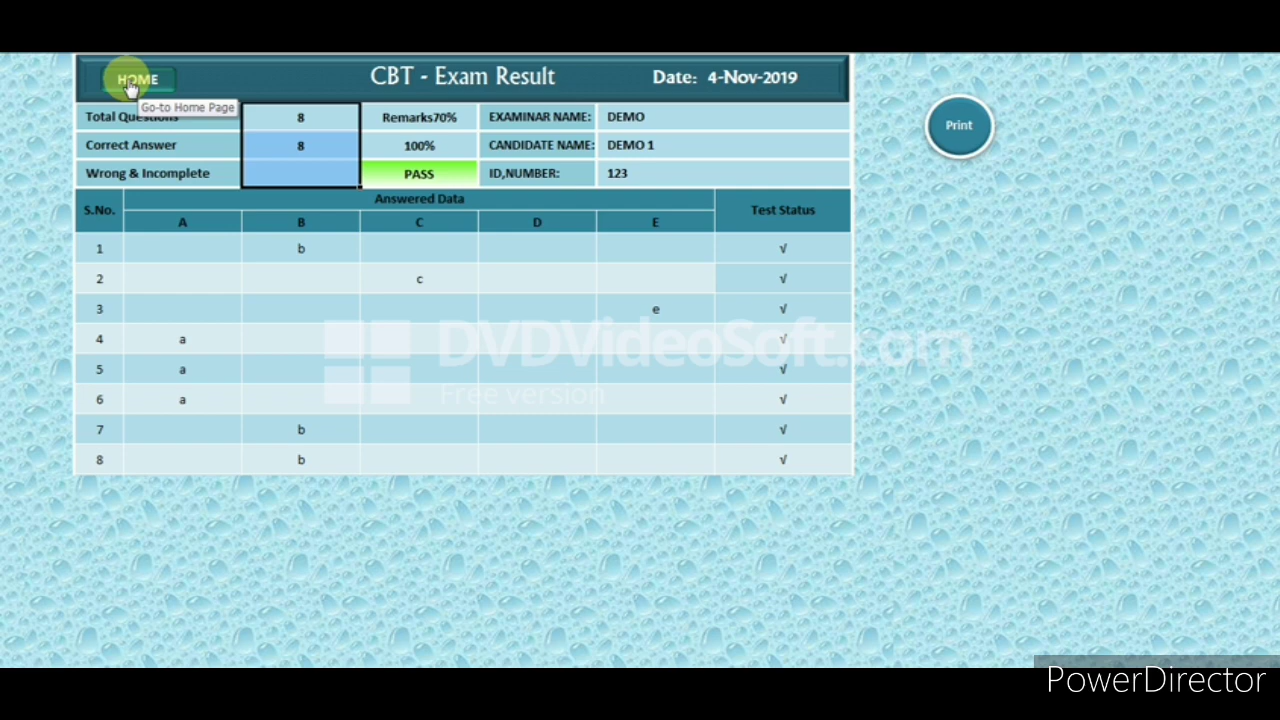 HOME CBT - Exam Result Date: 4-Nov-2019
Go-to Home Page
Print
Total Questions 8 Remarks70% EXAMINAR NAME: DEMO
Correct Answer 8 100% CANDIDATE NAME: DEMO 1
Wrong & Incomplete PASS ID,NUMBER: 123
S.No. Answered Data Test Status
A B C D E
1 b √
2 c √
3 e √
4 a √
5 a √
6 a √
7 b √
8 b √
DVDVideoSoft.com
Free version
PowerDirector